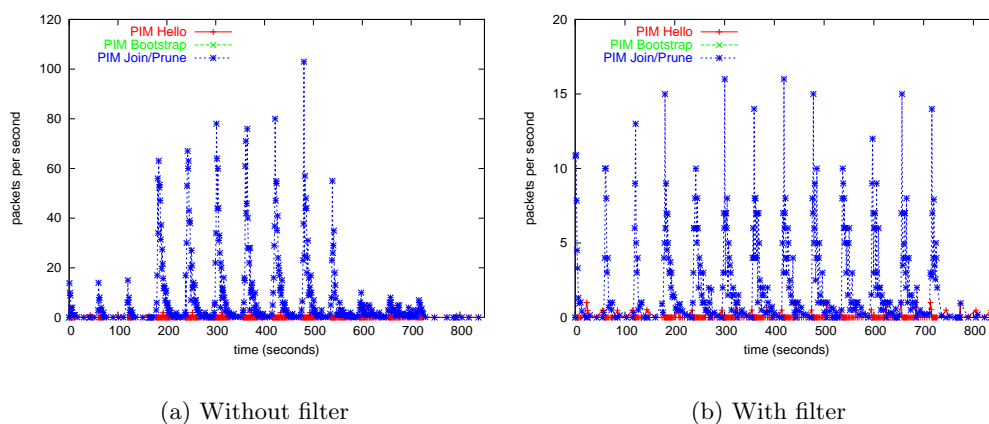 PIM Hello
PIM Bootstrap
PIM Join/Prune
packets per second
120
100
80
60
40
20
0
0 100 200 300 400 500 600 700 800
time (seconds)
(a) Without filter
PIM Hello
PIM Bootstrap
PIM Join/Prune
packets per second
20
15
10
5
0
0 100 200 300 400 500 600 700 800
time (seconds)
(b) With filter